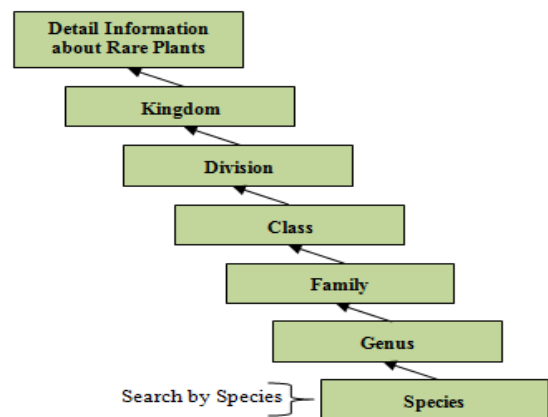 Detail Information
about Rare Plants
Kingdom
Division
Class
Family
Genus
Search by Species
Species